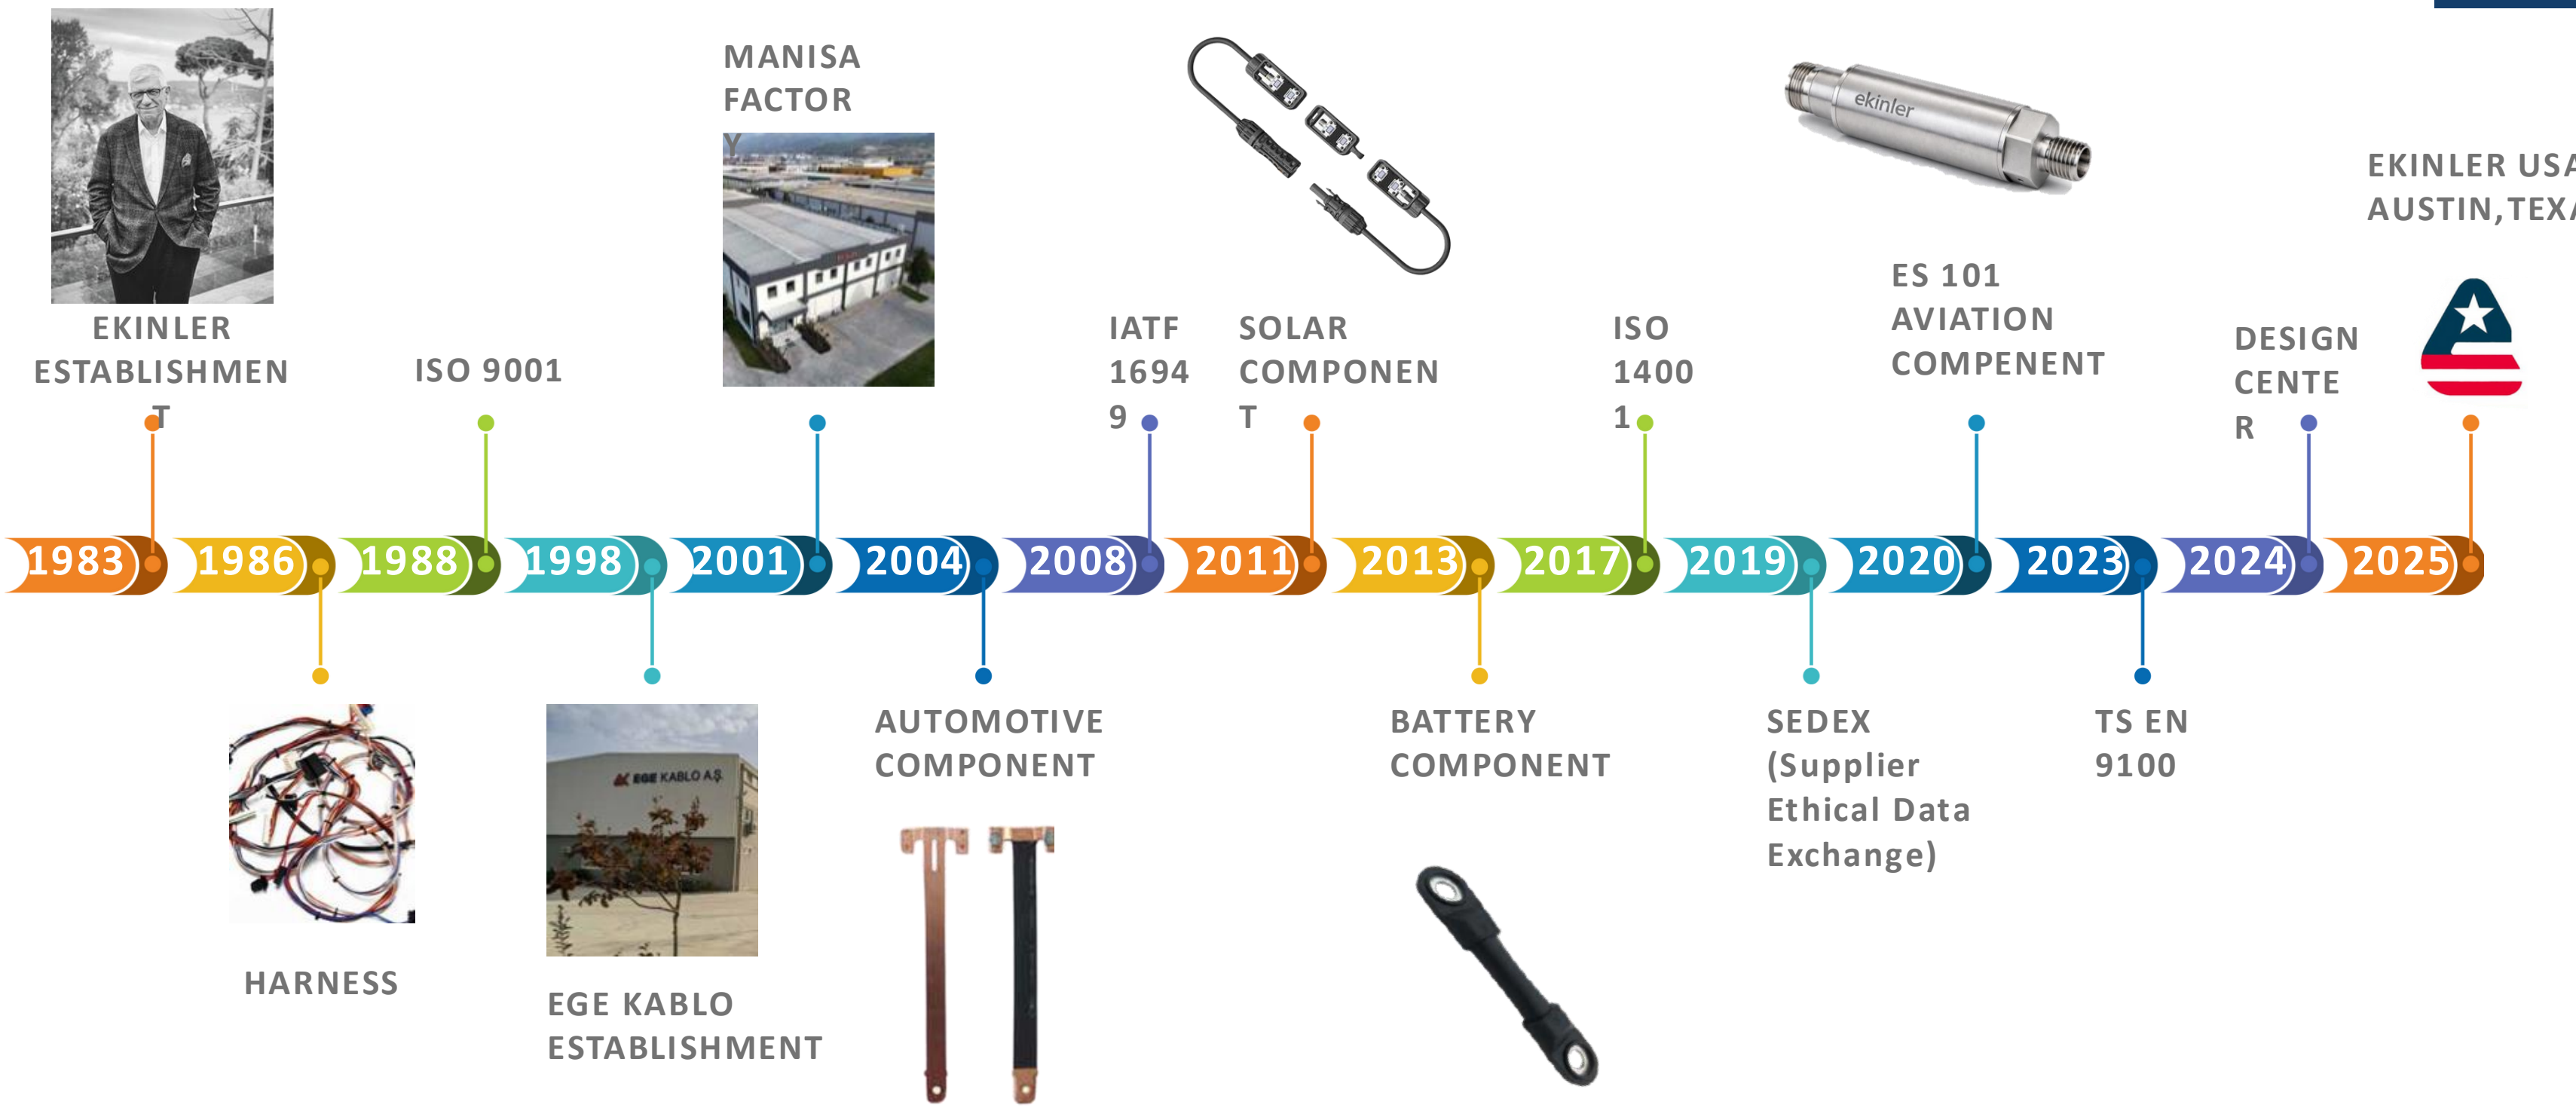 MANISA
FACTOR
Y
EKINLER USA
AUSTIN,TEXA
ekinler
ES 101
AVIATION
COMPENENT
EKINLER
ESTABLISHMEN
T
ISO 9001
IATF
1694
9
SOLAR
COMPONEN
T
ISO
1400
1
DESIGN
CENTE
R
1983
1986
1988
1998
2001
2004
2008
2011
2013
2017
2019
2020
2023
2024
2025
HARNESS
EGE KABLO A.Ş.
EGE KABLO
ESTABLISHMENT
AUTOMOTIVE
COMPONENT
BATTERY
COMPONENT
SEDEX
(Supplier
Ethical Data
Exchange)
TS EN
9100